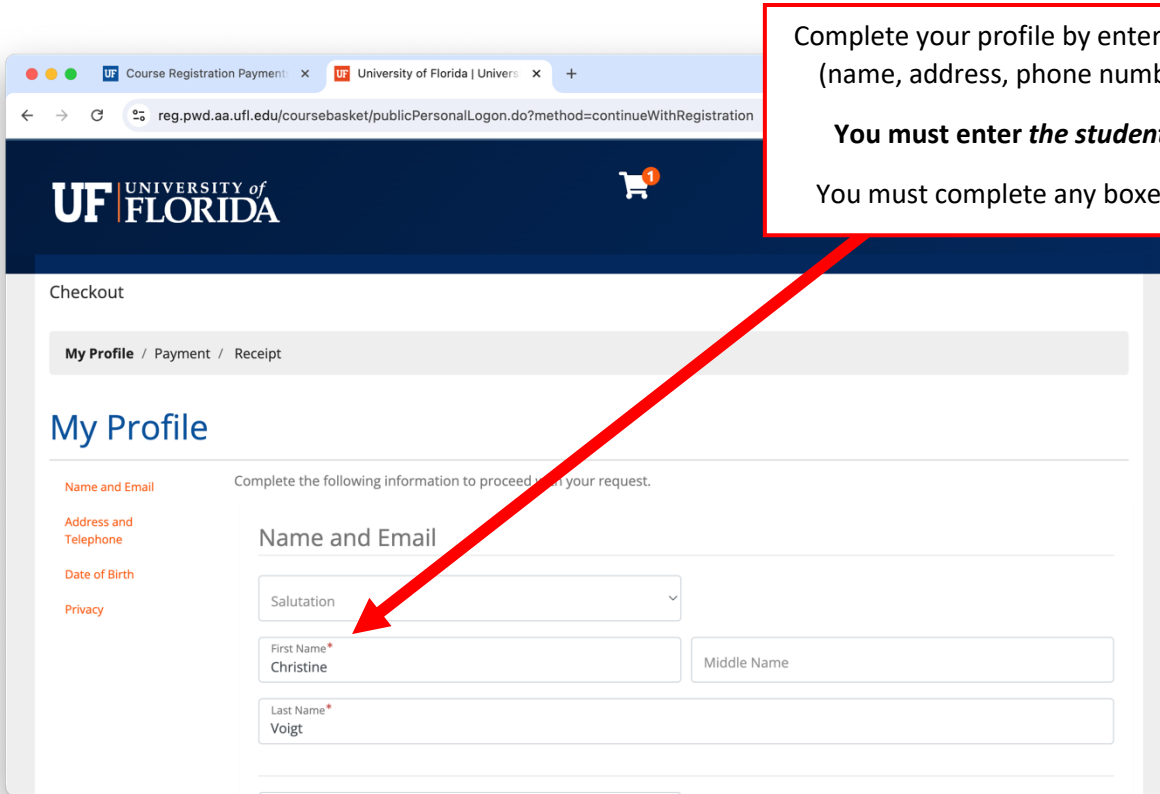 Complete your profile by enter
(name, address, phone numb
You must enter the student
You must complete any boxe
UF Course Registration Payment:
UF University of Florida | Univers
reg.pwd.aa.ufl.edu/coursebasket/publicPersonalLogon.do?method=continueWithRegistration
UF UNIVERSITY of
FLORIDA
1
Checkout
My Profile / Payment / Receipt
My Profile
Name and Email
Address and
Telephone
Date of Birth
Privacy
Complete the following information to proceed with your request.
Name and Email
Salutation
First Name*
Christine
Middle Name
Last Name*
Voigt